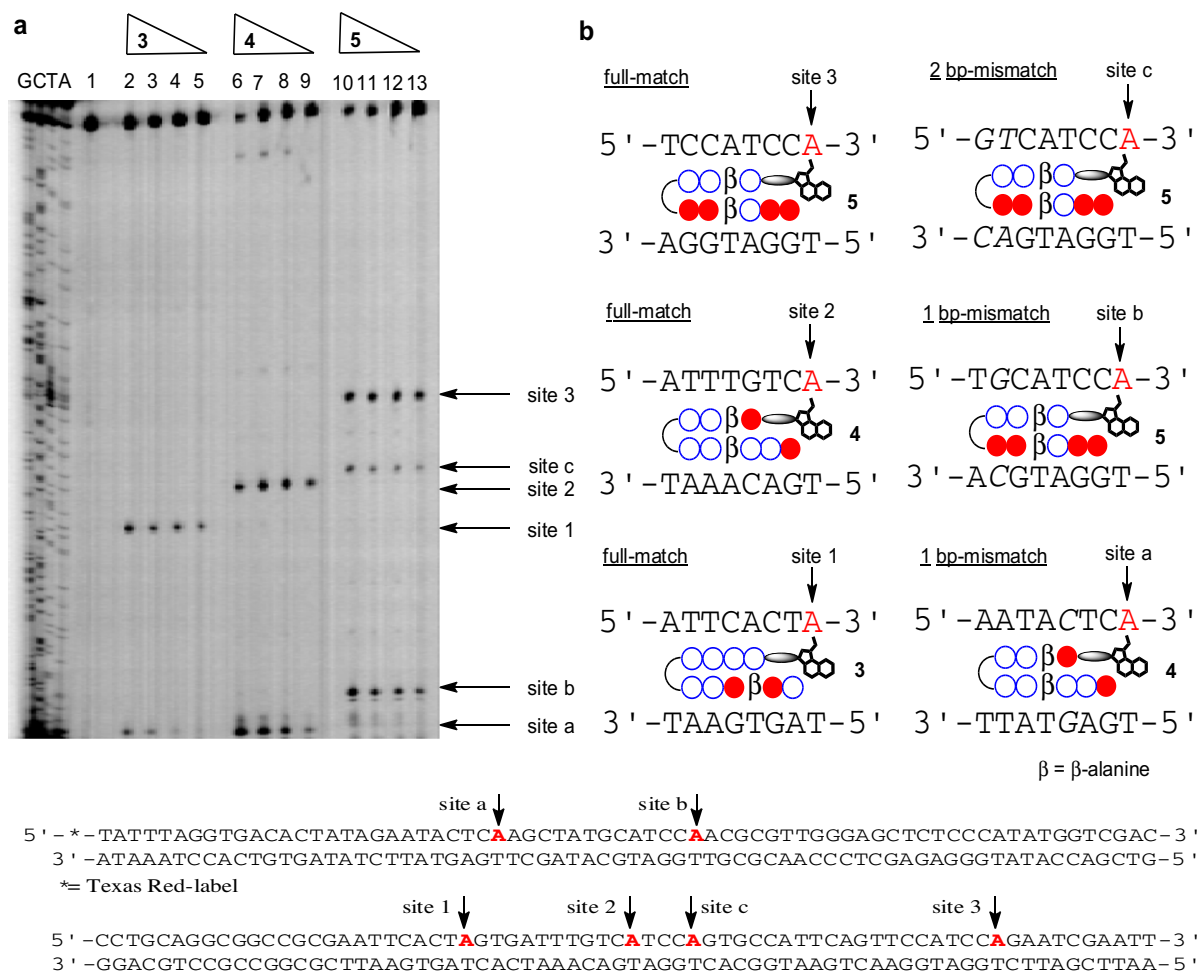 a
3 4 5
GCTA 1 2 3 4 5 6 7 8 9 10 11 12 13
site 3
site c
site 2
site 1
site b
site a
b
full-match site 3
5'-TCCATCCA-3'
β
β 5
3'-AGGTAGGT-5'
2 bp-mismatch site c
5'-GTCATCCA-3'
β
β 5
3'-CAGTAGGT-5'
full-match site 2
5'-ATTTGTCA-3'
β
β 4
3'-TAAACAGT-5'
1 bp-mismatch site b
5'-TGCATCCA-3'
β
β 5
3'-ACGTAGGT-5'
full-match site 1
5'-ATTCACTA-3'
β 3
3'-TAAGTGAT-5'
1 bp-mismatch site a
5'-AATACTCA-3'
β
β 4
3'-TTATGAGT-5'
β = β-alanine
site a site b
5'-*-TATTTAGGTGACACTATAGAATACTCAAGCTATGCATCCAACGCGTTGGGAGCTCTCCCATATGGTCGAC-3'
3'-ATAAATCCACTGTGATATCTTATGAGTTCGATACGTAGGTTGCGCAACCCTCGAGAGGGTATACCAGCTG-5'
*= Texas Red-label
site 1 site 2 site c site 3
5'-CCTGCAGGCGGCCGCGAATTCACTAGTGATTTGTCATCCAGTGCCATTCAGTTCCATCCAGAATCGAATT-3'
3'-GGACGTCCGCCGGCGCTTAAGTGATCACTAAACAGTAGGTCACGGTAAGTCAAGGTAGGTCTTAGCTTAA-5'